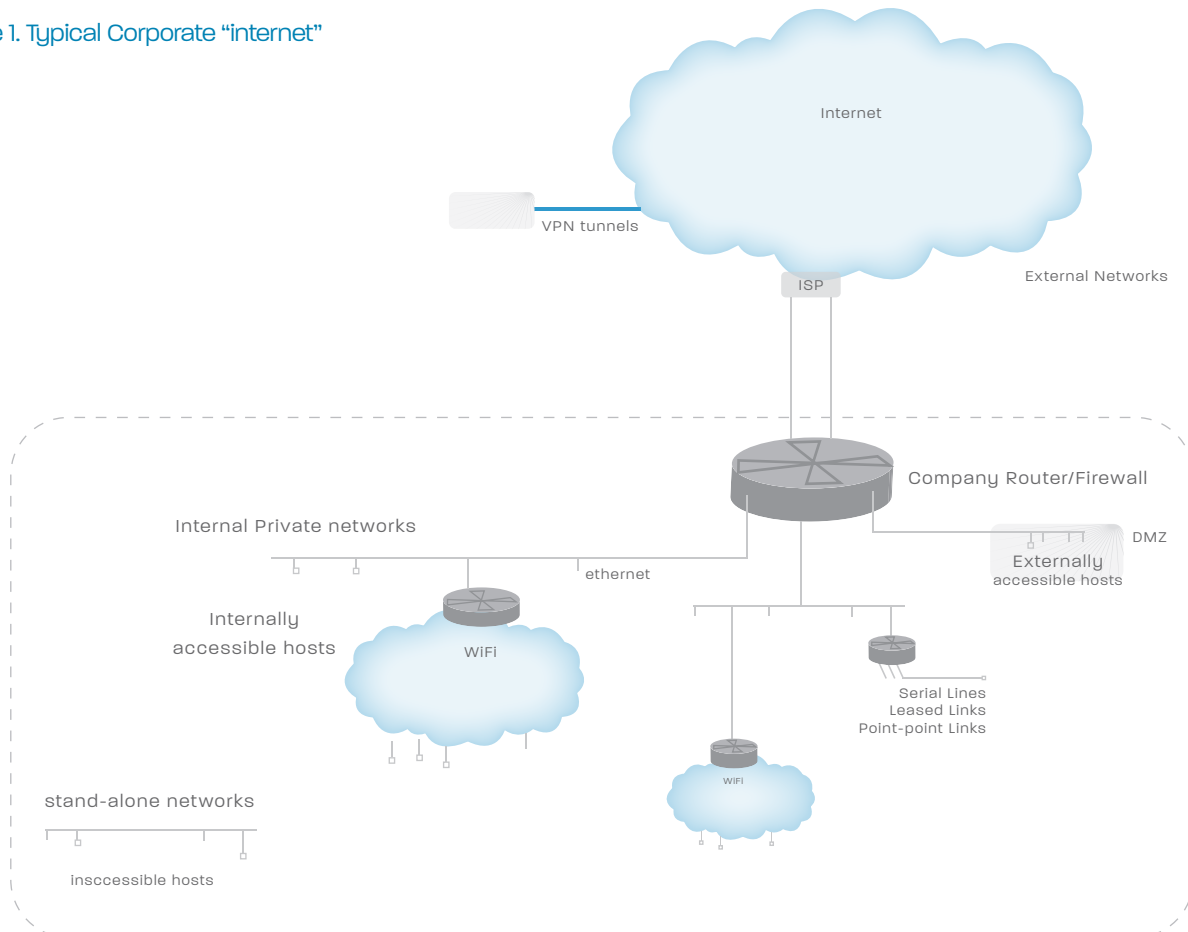 e 1. Typical Corporate “internet”
Internet
VPN tunnels
External Networks
ISP
Company Router/Firewall
Internal Private networks
DMZ
Externally
accessible hosts
ethernet
Internally
accessible hosts
WiFi
Serial Lines
Leased Links
Point-point Links
WiFi
stand-alone networks
insccessible hosts